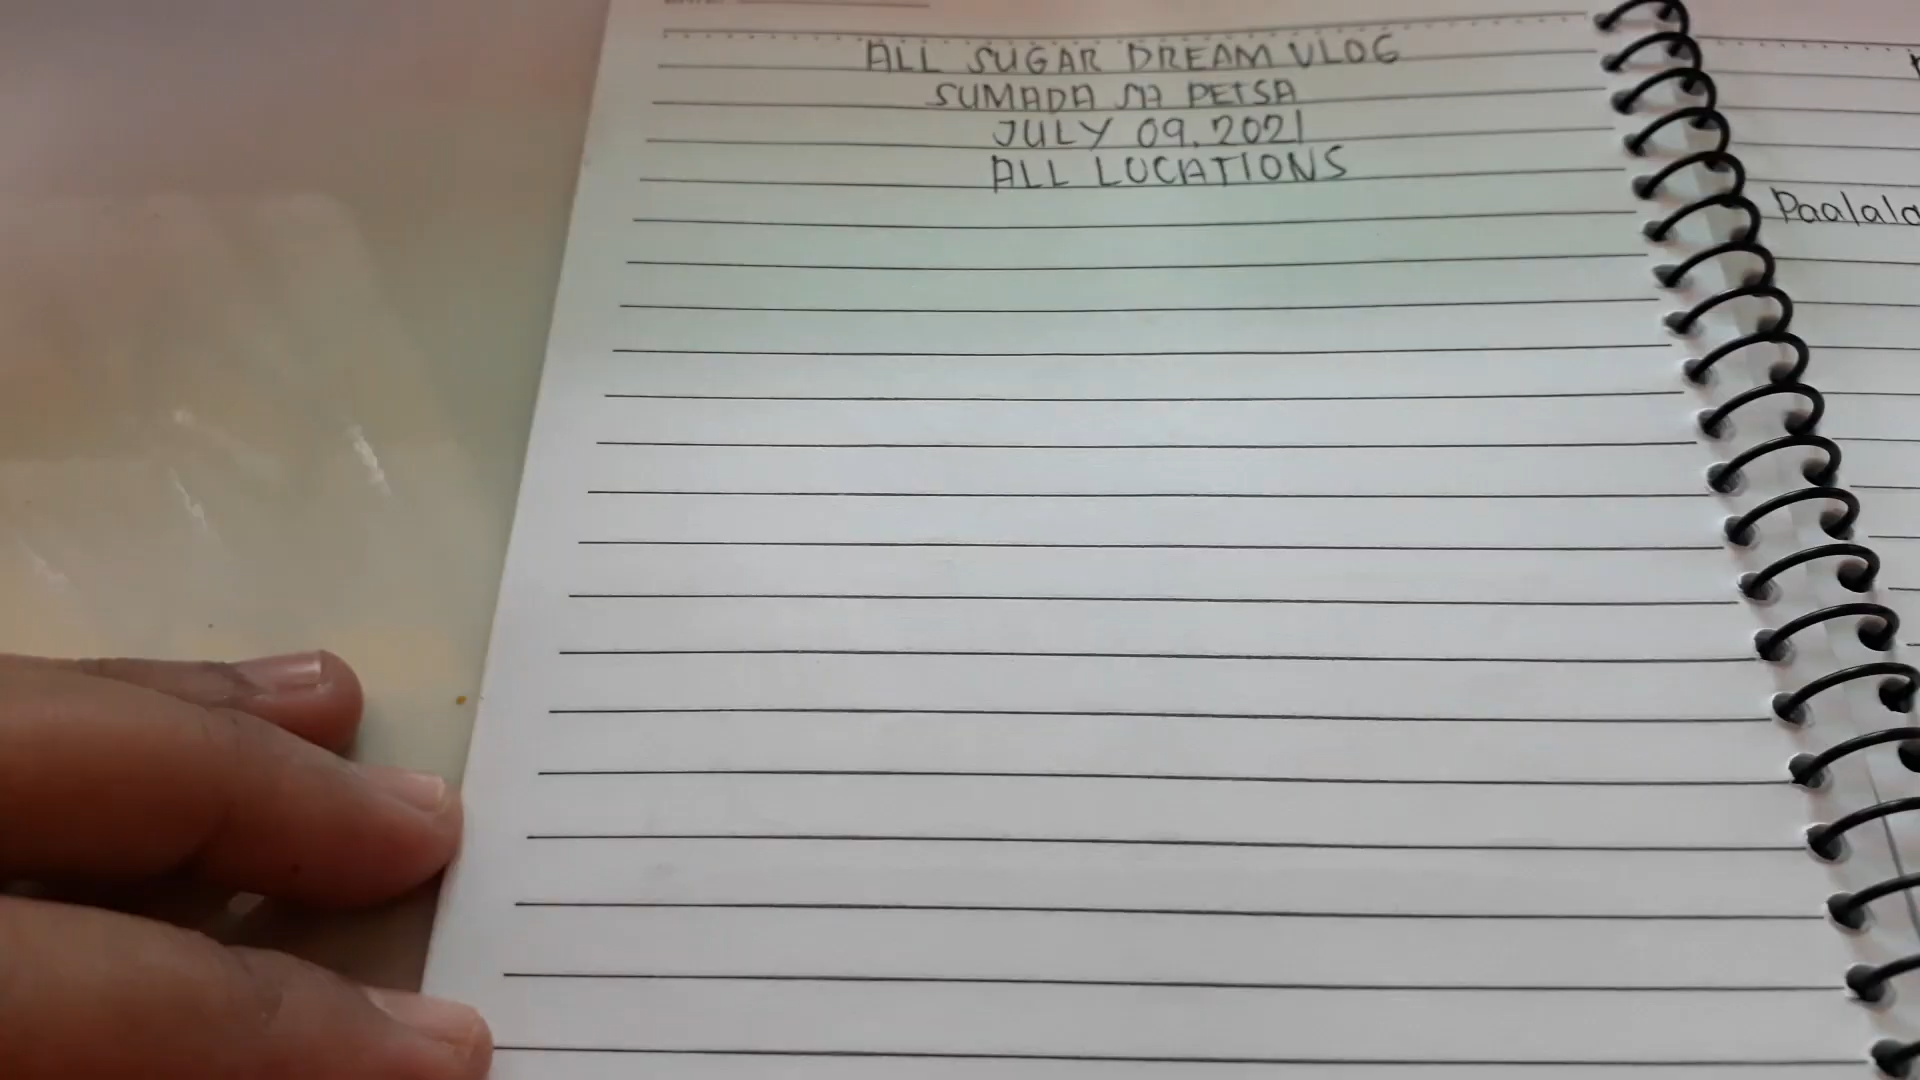 ALL SUGAR DREAM VLOG
SUMADA SA PETSA
JULY 09, 2021
ALL LOCATIONS
Paalala